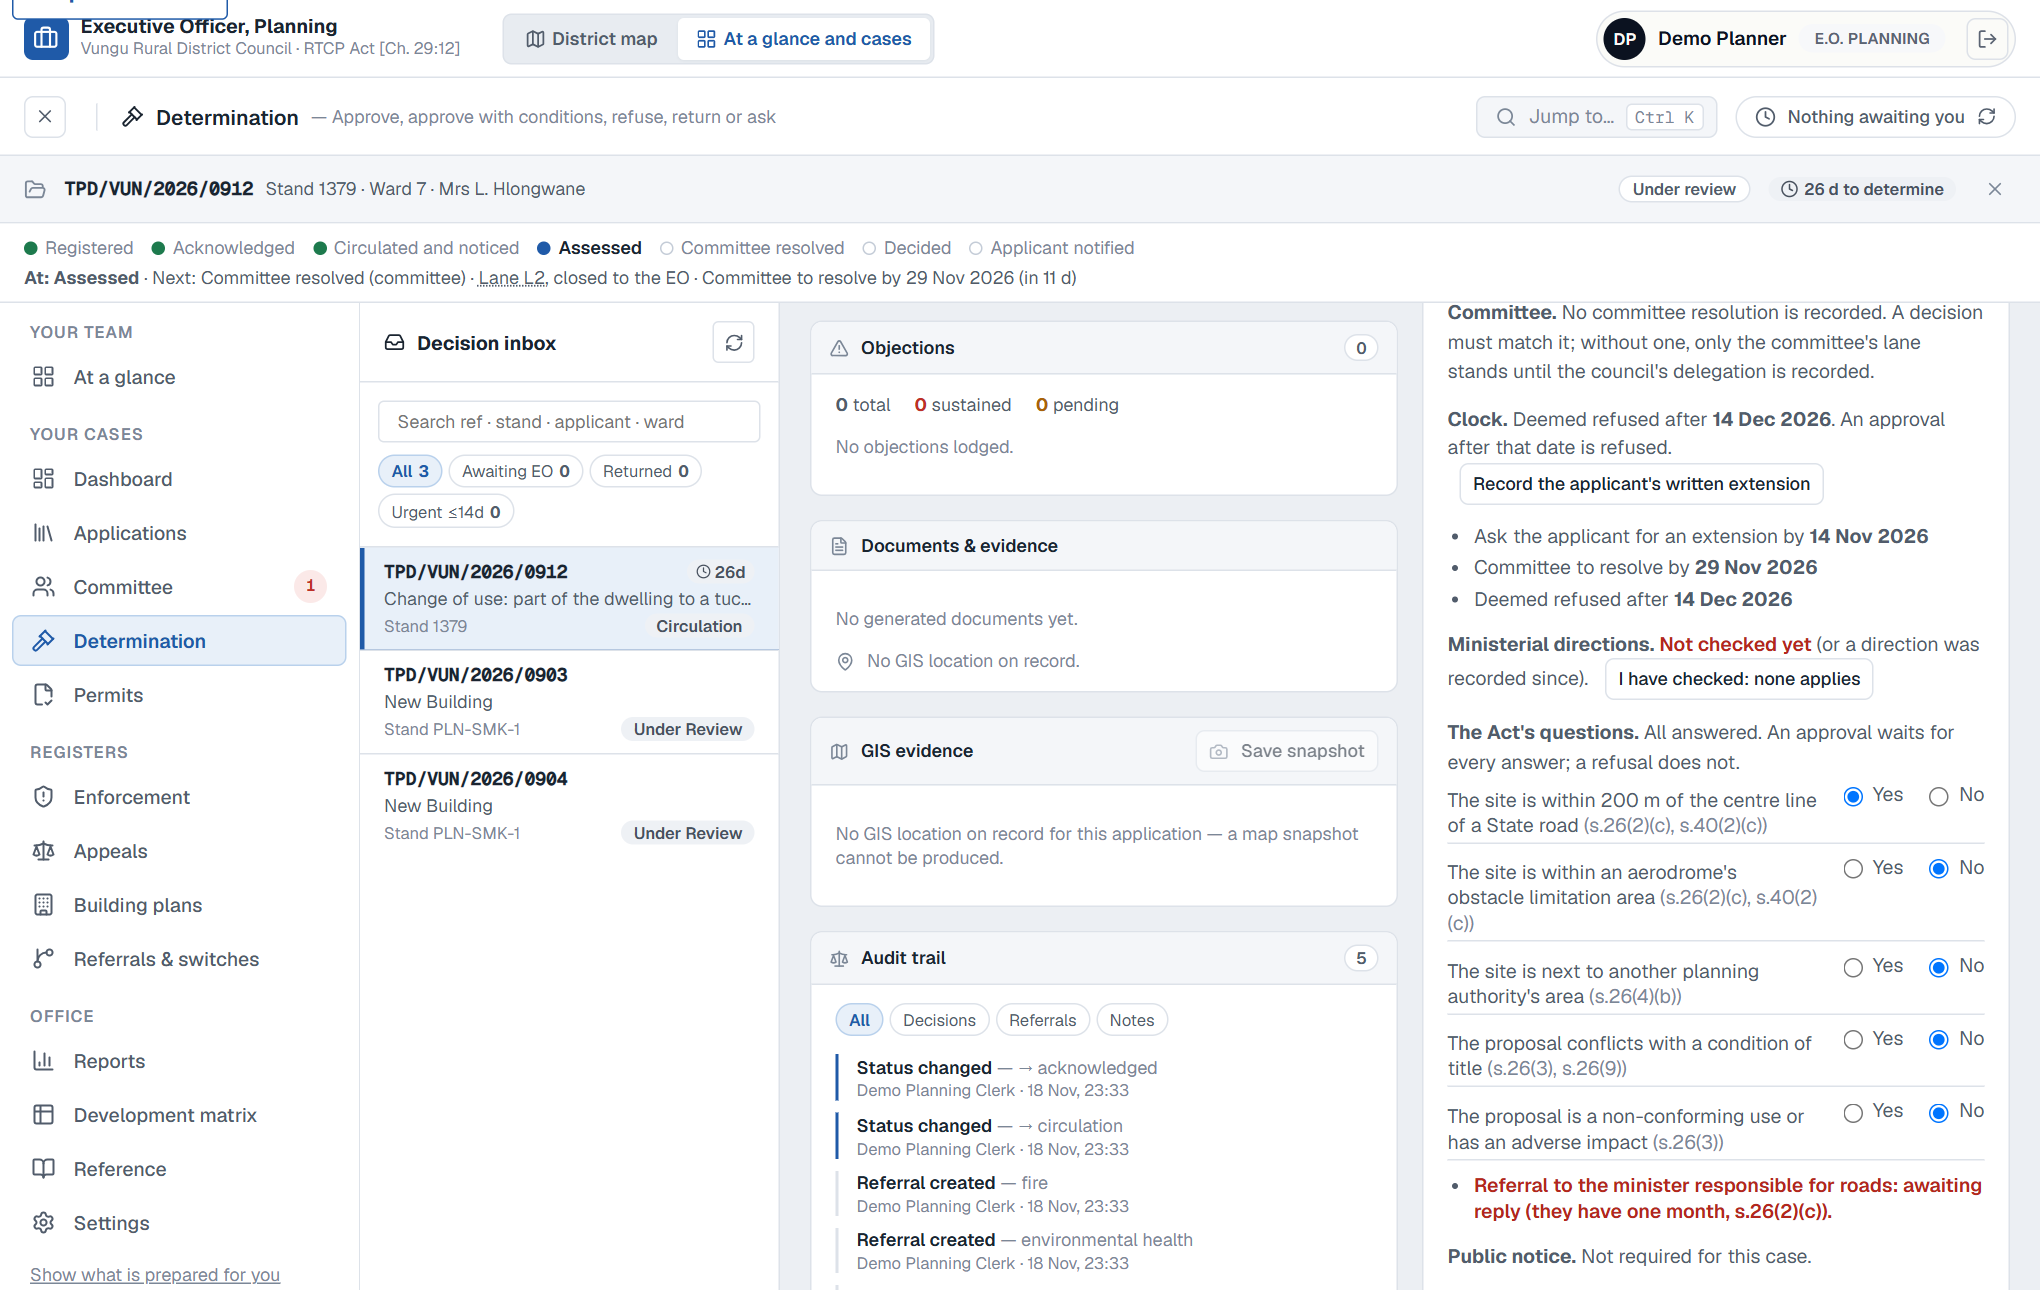 Executive Officer, Planning
Vungu Rural District Council · RTCP Act [Ch. 29:12]
District map
At a glance and cases
DP
Demo Planner
E.O. PLANNING
Determination
— Approve, approve with conditions, refuse, return or ask
Jump to...
Ctrl K
Nothing awaiting you
TPD/VUN/2026/0912
Stand 1379 · Ward 7 · Mrs L. Hlongwane
Under review
26 d to determine
Registered
Acknowledged
Circulated and noticed
Assessed
Committee resolved
Decided
Applicant notified
At: Assessed · Next: Committee resolved (committee) · Lane L2, closed to the EO · Committee to resolve by 29 Nov 2026 (in 11 d)
YOUR TEAM
At a glance
YOUR CASES
Dashboard
Applications
Committee
1
Determination
Permits
REGISTERS
Enforcement
Appeals
Building plans
Referrals & switches
OFFICE
Reports
Development matrix
Reference
Settings
Show what is prepared for you
Decision inbox
Search ref · stand · applicant · ward
All 3
Awaiting EO 0
Returned 0
Urgent ≤14d 0
TPD/VUN/2026/0912
26d
Change of use: part of the dwelling to a tuc...
Stand 1379
Circulation
TPD/VUN/2026/0903
New Building
Stand PLN-SMK-1
Under Review
TPD/VUN/2026/0904
New Building
Stand PLN-SMK-1
Under Review
Objections
0
0 total
0 sustained
0 pending
No objections lodged.
Documents & evidence
No generated documents yet.
No GIS location on record.
GIS evidence
Save snapshot
No GIS location on record for this application — a map snapshot
cannot be produced.
Audit trail
5
All
Decisions
Referrals
Notes
Status changed — → acknowledged
Demo Planning Clerk · 18 Nov, 23:33
Status changed — → circulation
Demo Planning Clerk · 18 Nov, 23:33
Referral created — fire
Demo Planning Clerk · 18 Nov, 23:33
Referral created — environmental health
Demo Planning Clerk · 18 Nov, 23:33
Committee. No committee resolution is recorded. A decision
must match it; without one, only the committee's lane
stands until the council's delegation is recorded.
Clock. Deemed refused after 14 Dec 2026. An approval
after that date is refused.
Record the applicant's written extension
• Ask the applicant for an extension by 14 Nov 2026
• Committee to resolve by 29 Nov 2026
• Deemed refused after 14 Dec 2026
Ministerial directions. Not checked yet (or a direction was
recorded since).
I have checked: none applies
The Act's questions. All answered. An approval waits for
every answer; a refusal does not.
The site is within 200 m of the centre line
of a State road (s.26(2)(c), s.40(2)(c))
Yes
No
The site is within an aerodrome's
obstacle limitation area (s.26(2)(c), s.40(2)
(c))
Yes
No
The site is next to another planning
authority's area (s.26(4)(b))
Yes
No
The proposal conflicts with a condition of
title (s.26(3), s.26(9))
Yes
No
The proposal is a non-conforming use or
has an adverse impact (s.26(3))
Yes
No
• Referral to the minister responsible for roads: awaiting
reply (they have one month, s.26(2)(c)).
Public notice. Not required for this case.